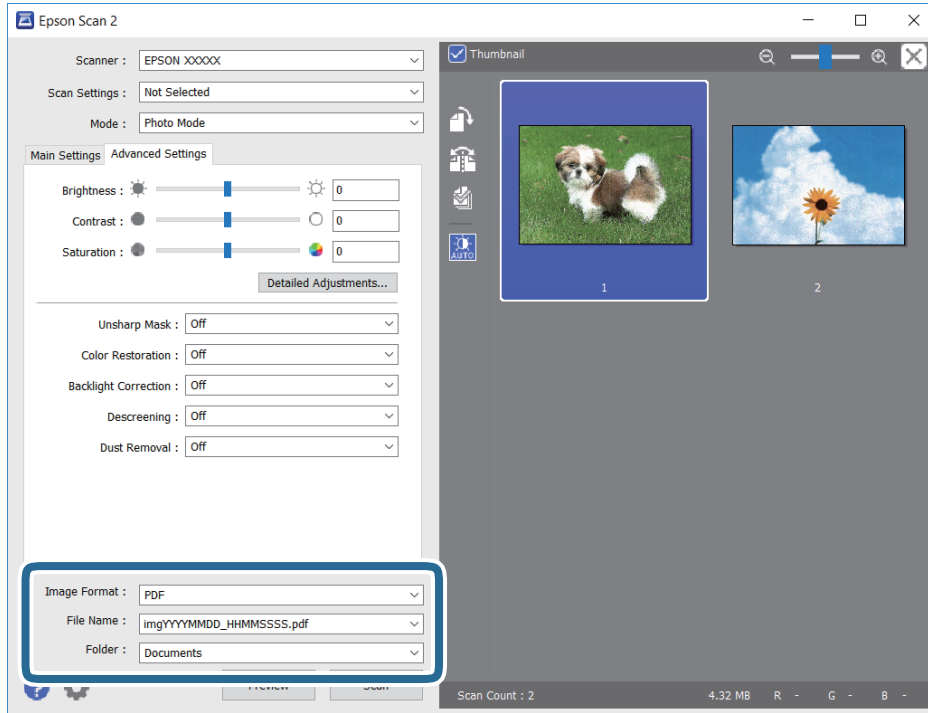 Epson Scan 2
Scanner : EPSON XXXXX
Scan Settings : Not Selected
Mode : Photo Mode
Main Settings Advanced Settings
Brightness : 0
Contrast : 0
Saturation : 0
Detailed Adjustments...
Unsharp Mask : Off
Color Restoration : Off
Backlight Correction : Off
Descreening : Off
Dust Removal : Off
Image Format : PDF
File Name : imgYYYYMMDD_HHMMSSSS.pdf
Folder : Documents
?
Preview Scan
Thumbnail
AUTO
1 2
Scan Count : 2 4.32 MB R - G - B -